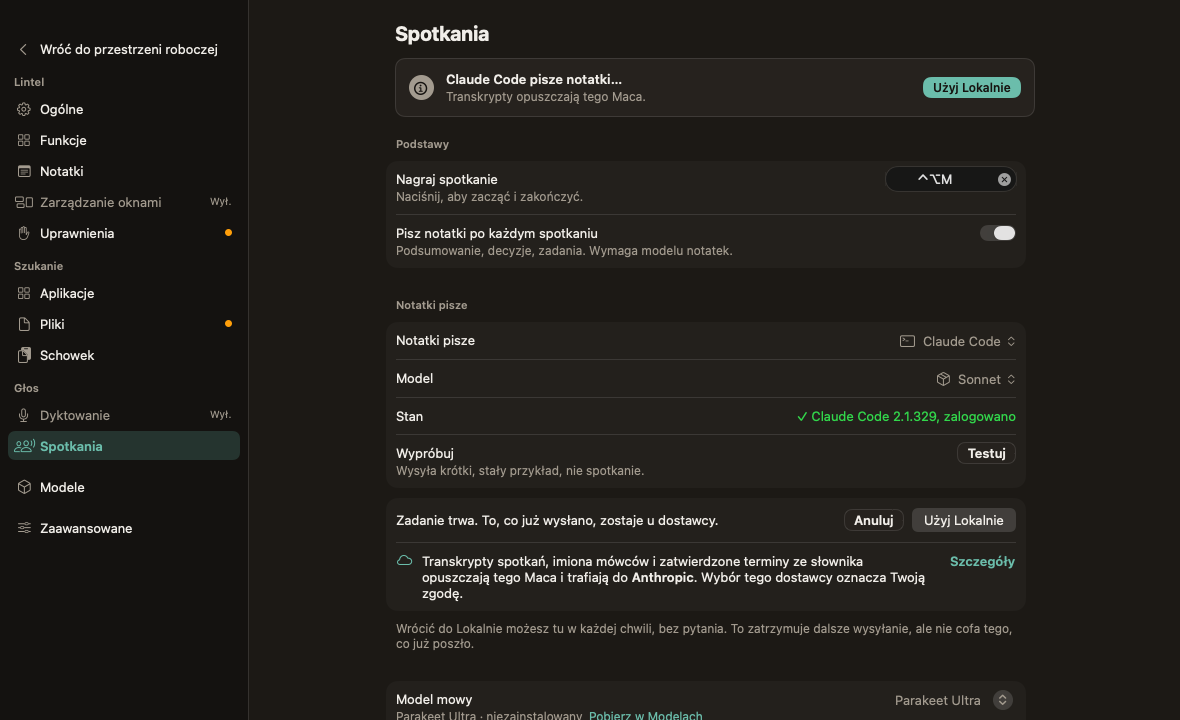 Wróć do przestrzeni roboczej
Lintel
Ogólne
Funkcje
Notatki
Zarządzanie oknami Wył.
Uprawnienia
Szukanie
Aplikacje
Pliki
Schowek
Głos
Dyktowanie Wył.
Spotkania
Modele
Zaawansowane
Spotkania
Claude Code pisze notatki...
Transkrypty opuszczają tego Maca.
Użyj Lokalnie
Podstawy
Nagraj spotkanie
Naciśnij, aby zacząć i zakończyć.
⌃⌥M
Pisz notatki po każdym spotkaniu
Podsumowanie, decyzje, zadania. Wymaga modelu notatek.
Notatki pisze
Notatki pisze Claude Code
Model Sonnet
Stan ✓ Claude Code 2.1.329, zalogowano
Wypróbuj
Wysyła krótki, stały przykład, nie spotkanie.
Testuj
Zadanie trwa. To, co już wysłano, zostaje u dostawcy. Anuluj Użyj Lokalnie
Transkrypty spotkań, imiona mówców i zatwierdzone terminy ze słownika
opuszczają tego Maca i trafiają do Anthropic. Wybór tego dostawcy oznacza Twoją
zgodę.
Szczegóły
Wrócić do Lokalnie możesz tu w każdej chwili, bez pytania. To zatrzymuje dalsze wysyłanie, ale nie cofa tego,
co już poszło.
Model mowy Parakeet Ultra
Parakeet Ultra · niezainstalowany Pobierz w Modelach